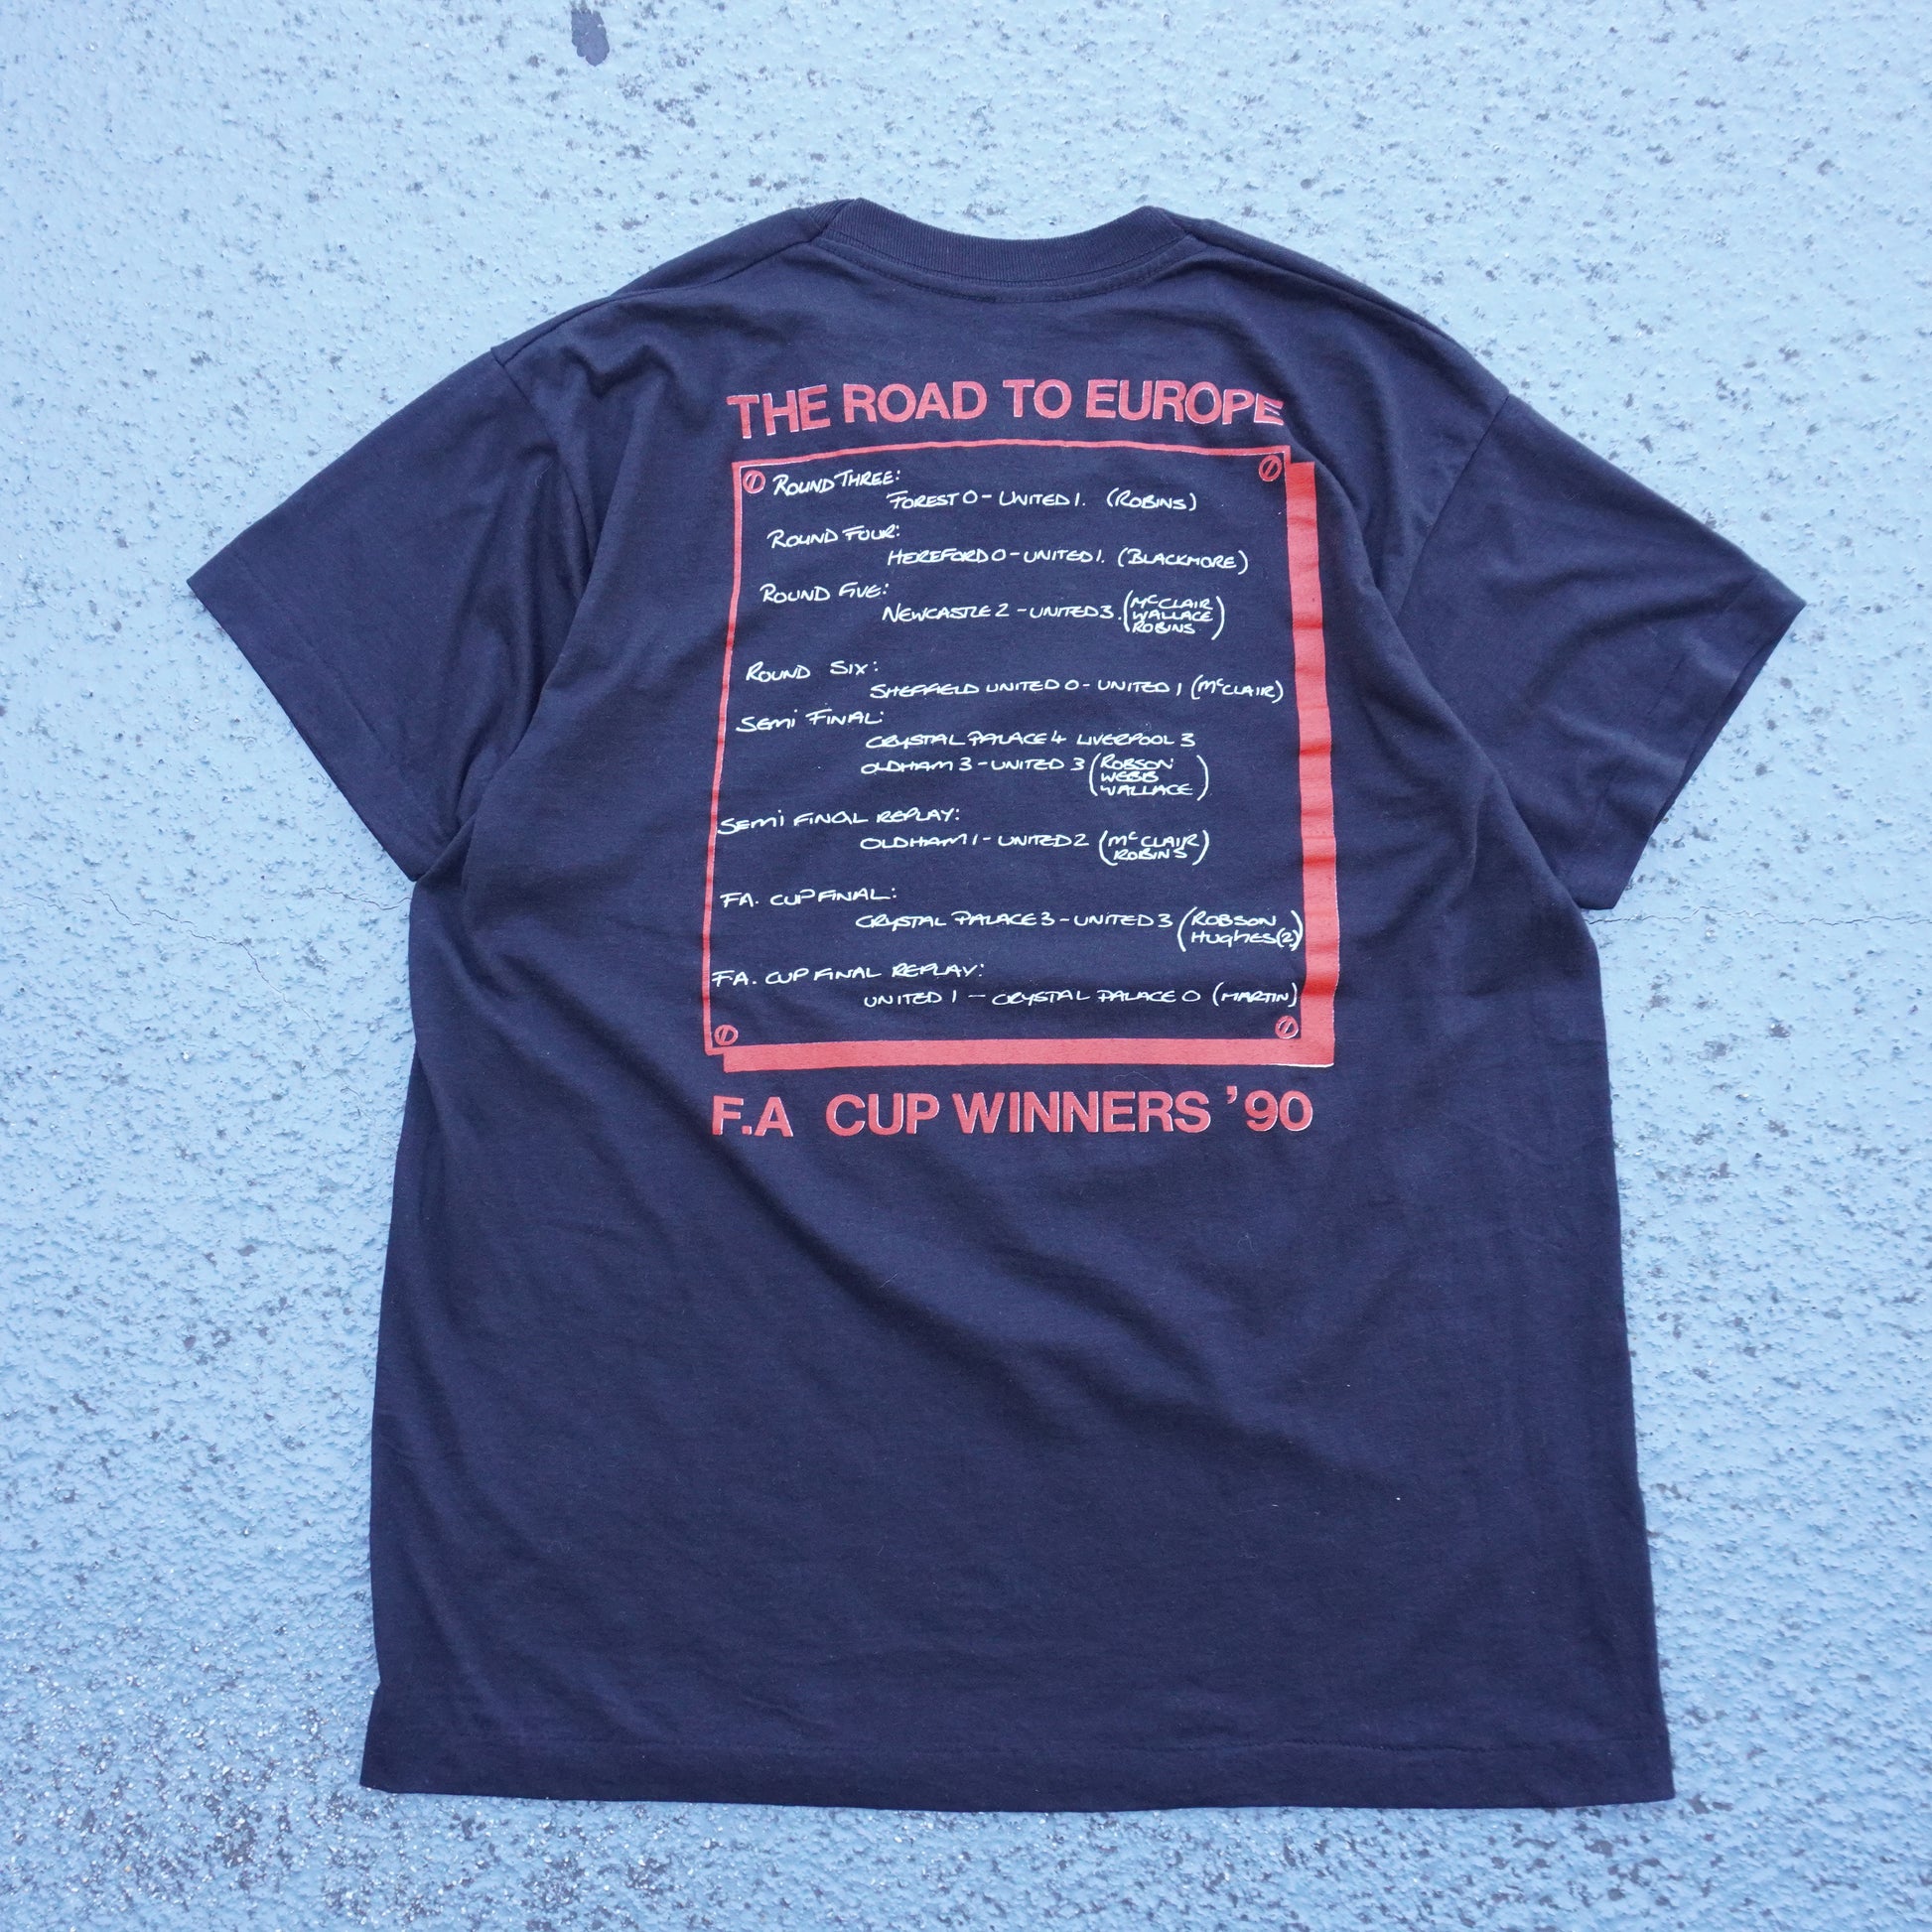 THE ROAD TO EUROPE
ROUND THREE:
FOREST 0 - UNITED 1. (ROBINS)
ROUND FOUR:
HEREFORD 0 - UNITED 1. (BLACKMORE)
ROUND FIVE:
NEWCASTLE 2 - UNITED 3. (McCLAIR
WALLACE
ROBINS)
ROUND SIX:
SHEFFIELD UNITED 0 - UNITED 1 (McCLAIR)
SEMI FINAL:
CRYSTAL PALACE 4 LIVERPOOL 3
OLDHAM 3 - UNITED 3 (ROBSON
WEBB
WALLACE)
SEMI FINAL REPLAY:
OLDHAM 1 - UNITED 2 (McCLAIR
ROBINS)
F.A. CUP FINAL:
CRYSTAL PALACE 3 - UNITED 3 (ROBSON
HUGHES(2))
F.A. CUP FINAL REPLAY:
UNITED 1 - CRYSTAL PALACE 0 (MARTIN)
F.A CUP WINNERS '90